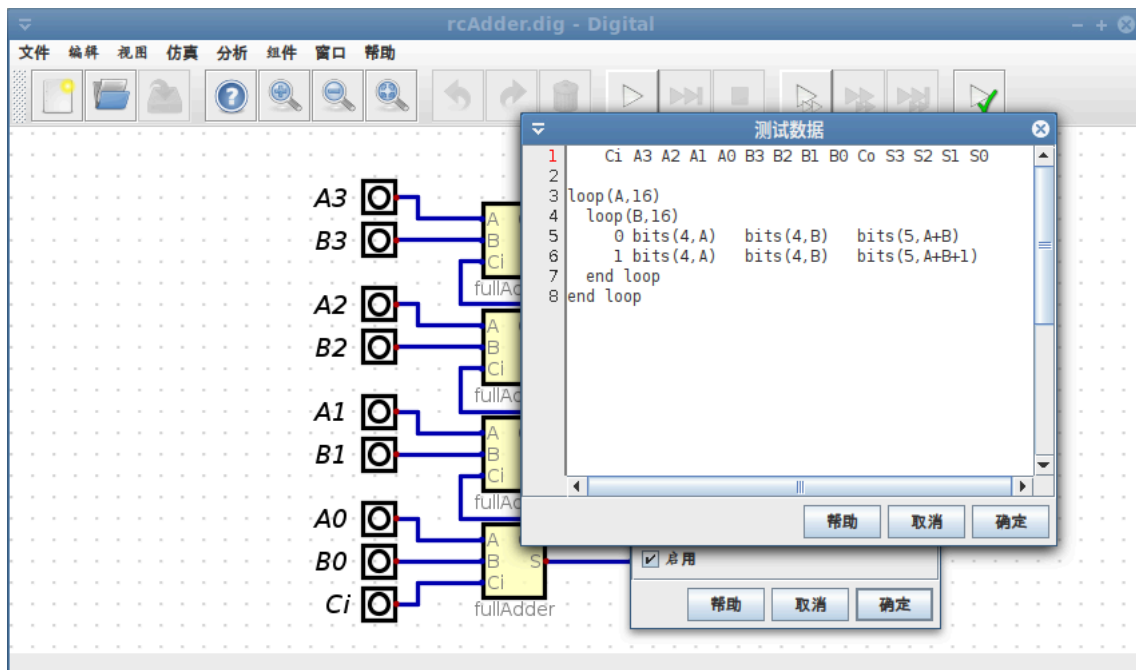 rcAdder.dig - Digital
文件 编辑 视图 仿真 分析 组件 窗口 帮助
测试数据
1 Ci A3 A2 A1 A0 B3 B2 B1 B0 Co S3 S2 S1 S0
2
3 loop(A,16)
4 loop(B,16)
5 0 bits(4,A) bits(4,B) bits(5,A+B)
6 1 bits(4,A) bits(4,B) bits(5,A+B+1)
7 end loop
8 end loop
帮助 取消 确定
启用
帮助 取消 确定
A3
B3
A
B
Ci
A2
B2
A
B
Ci
A1
B1
A
B
Ci
A0
B0
Ci
A
B S
Ci
fullAdder